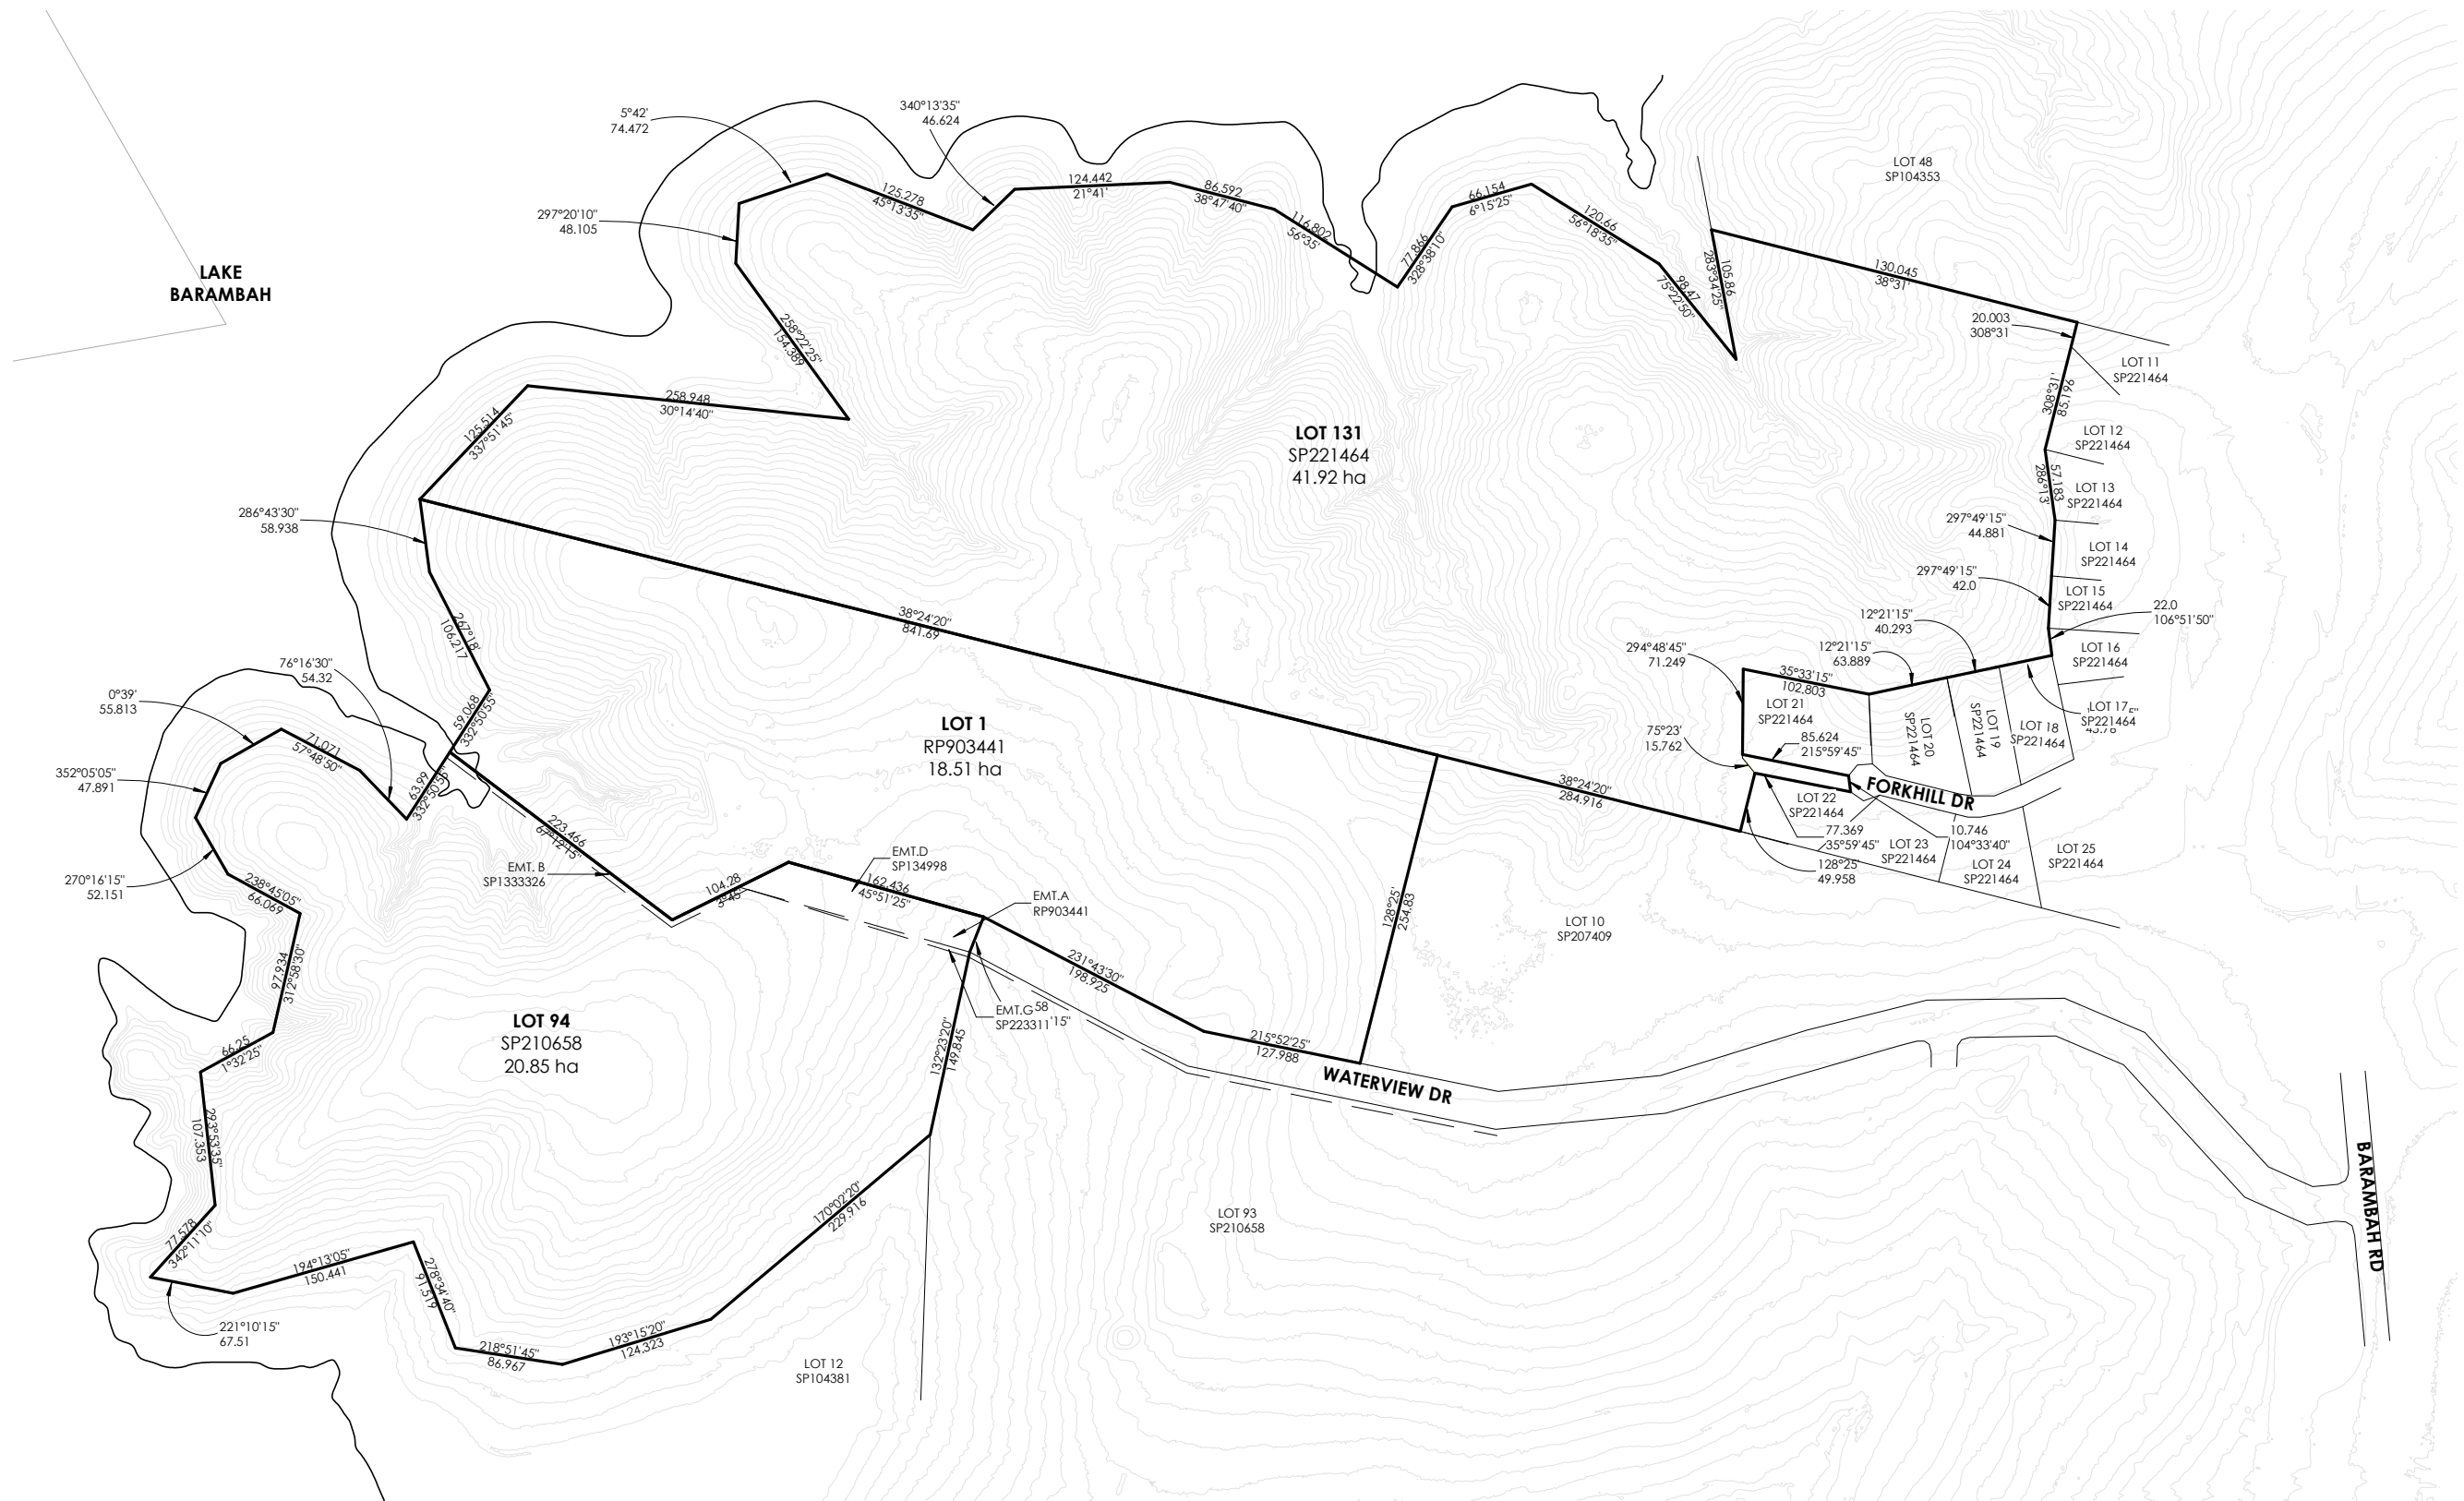 5°42'
74.472
340°13'35"
46.624
297°20'10"
48.105
125.278
45°13'35"
124.442
21°41'
86.592
38°47'40"
116.802
56°35'
77.866
328°38'10"
66.154
6°15'25"
120.66
56°18'35"
98.47
75°22'50"
105.86
283°34'25"
LOT 48
SP104353
130.045
38°31'
20.003
308°31
LAKE
BARAMBAH
258°22'25"
154.389
258.948
30°14'40"
125.514
337°51'45"
LOT 131
SP221464
41.92 ha
308°31'
85.196
LOT 11
SP221464
LOT 12
SP221464
57.183
286°13'
LOT 13
SP221464
297°49'15"
44.881
LOT 14
SP221464
297°49'15"
42.0
LOT 15
SP221464
22.0
106°51'50"
LOT 16
SP221464
12°21'15"
40.293
12°21'15"
63.889
LOT 17
SP221464
43.78
286°43'30"
58.938
267°18'
106.217
38°24'20"
841.69
294°48'45"
71.249
35°33'15"
102.803
LOT 21
SP221464
LOT 20
SP221464
LOT 19
SP221464
LOT 18
SP221464
75°23'
15.762
85.624
215°59'45"
FORKHILL DR
LOT 22
SP221464
77.369
35°59'45"
10.746
104°33'40"
128°25'
49.958
LOT 23
SP221464
LOT 24
SP221464
LOT 25
SP221464
38°24'20"
284.916
76°16'30"
54.32
0°39'
55.813
71.071
57°48'50"
59.068
332°50'55"
63.99
332°50'55"
352°05'05"
47.891
270°16'15"
52.151
238°45'05"
66.069
LOT 1
RP903441
18.51 ha
223.466
67°12'15"
EMT. B
SP1333326
104.28
3°45'
EMT.D
SP134998
162.436
45°51'25"
EMT.A
RP903441
231°43'30"
198.925
128°25'
254.83
LOT 10
SP207409
EMT.G
SP223311
58
'15"
215°52'25"
127.988
WATERVIEW DR
97.934
312°58'30"
LOT 94
SP210658
20.85 ha
132°23'20"
149.845
66.25
1°32'25"
293°53'35"
107.353
77.578
342°11'10"
194°13'05"
150.441
221°10'15"
67.51
278°34'40"
91.519
218°51'45"
86.967
193°15'20"
124.323
170°02'20"
229.916
LOT 12
SP104381
LOT 93
SP210658
BARAMBAH RD